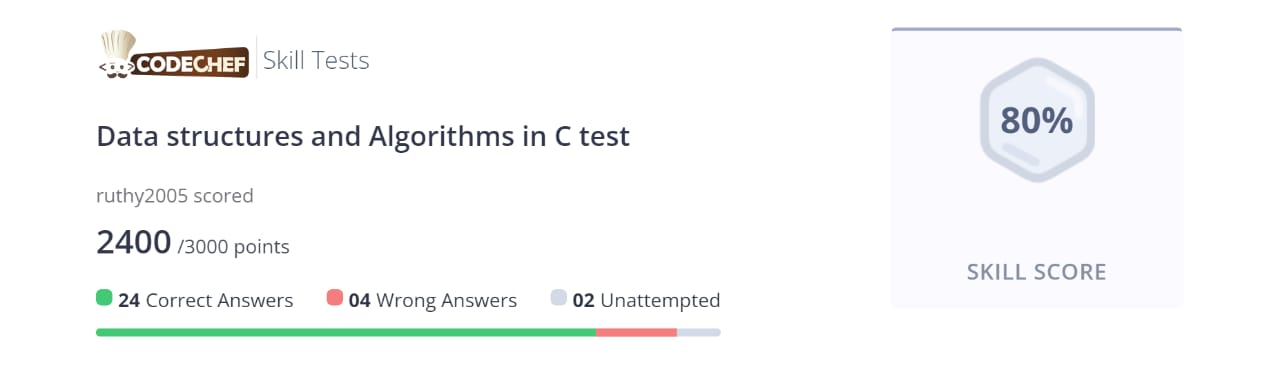 CODECHEF Skill Tests
Data structures and Algorithms in C test
ruthy2005 scored
2400 /3000 points
24 Correct Answers 04 Wrong Answers 02 Unattempted
80%
SKILL SCORE